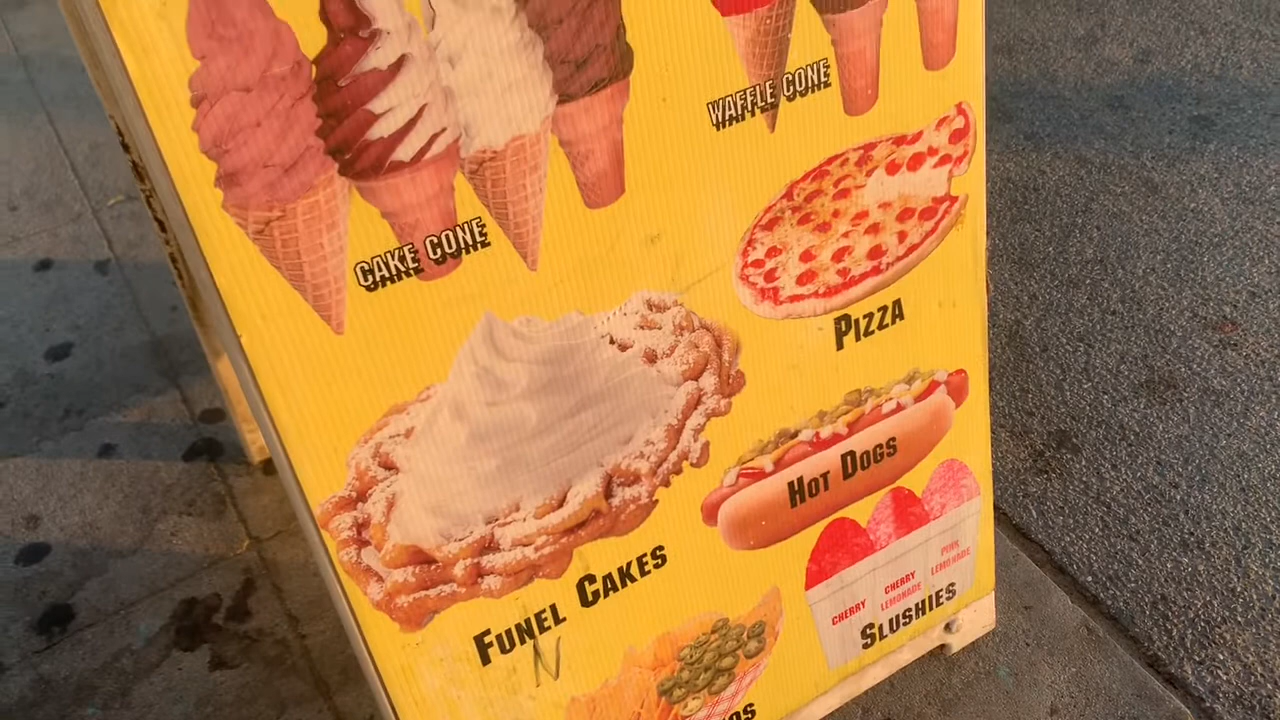 WAFFLE CONE
CAKE CONE
PIZZA
HOT DOGS
FUNEL CAKES
N
CHERRY
CHERRY
LEMONADE
PINK
LEMONADE
SLUSHIES